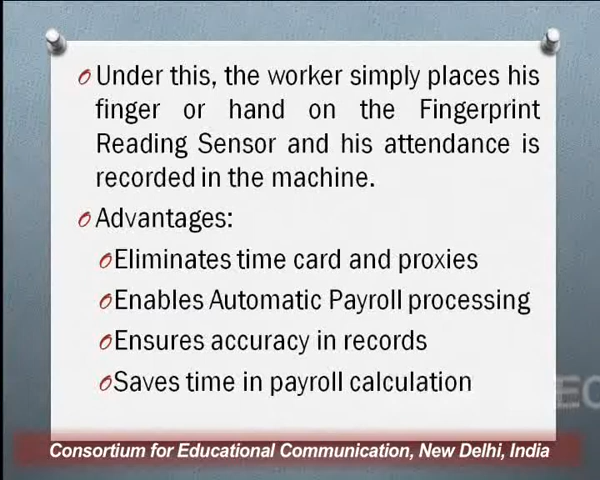 Under this, the worker simply places his
finger or hand on the Fingerprint
Reading Sensor and his attendance is
recorded in the machine.
Advantages:
Eliminates time card and proxies
Enables Automatic Payroll processing
Ensures accuracy in records
Saves time in payroll calculation
Consortium for Educational Communication, New Delhi, India